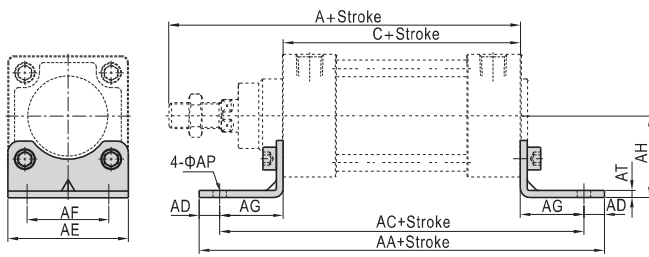 A+Stroke
C+Stroke
4-ΦAP
AH
AT
AD
AG
AG
AD
AF
AC+Stroke
AE
AA+Stroke